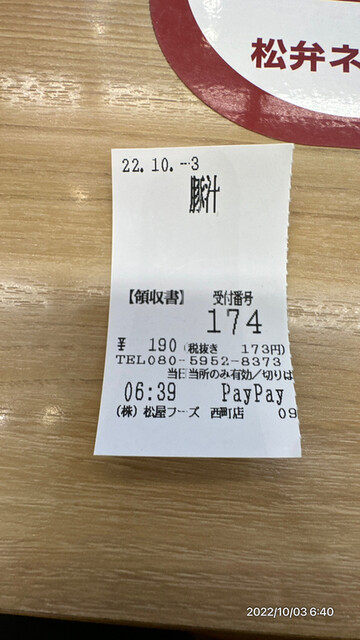 松弁ネ
22.10.-3
豚汁
【領収書】 受付番号
174
¥ 190 (税抜き 173円)
TEL080-5952-8373
当日当所のみ有効/切りは
06:39 PayPay
(株) 松屋フーズ 西町店 09
2022/10/03 6:40